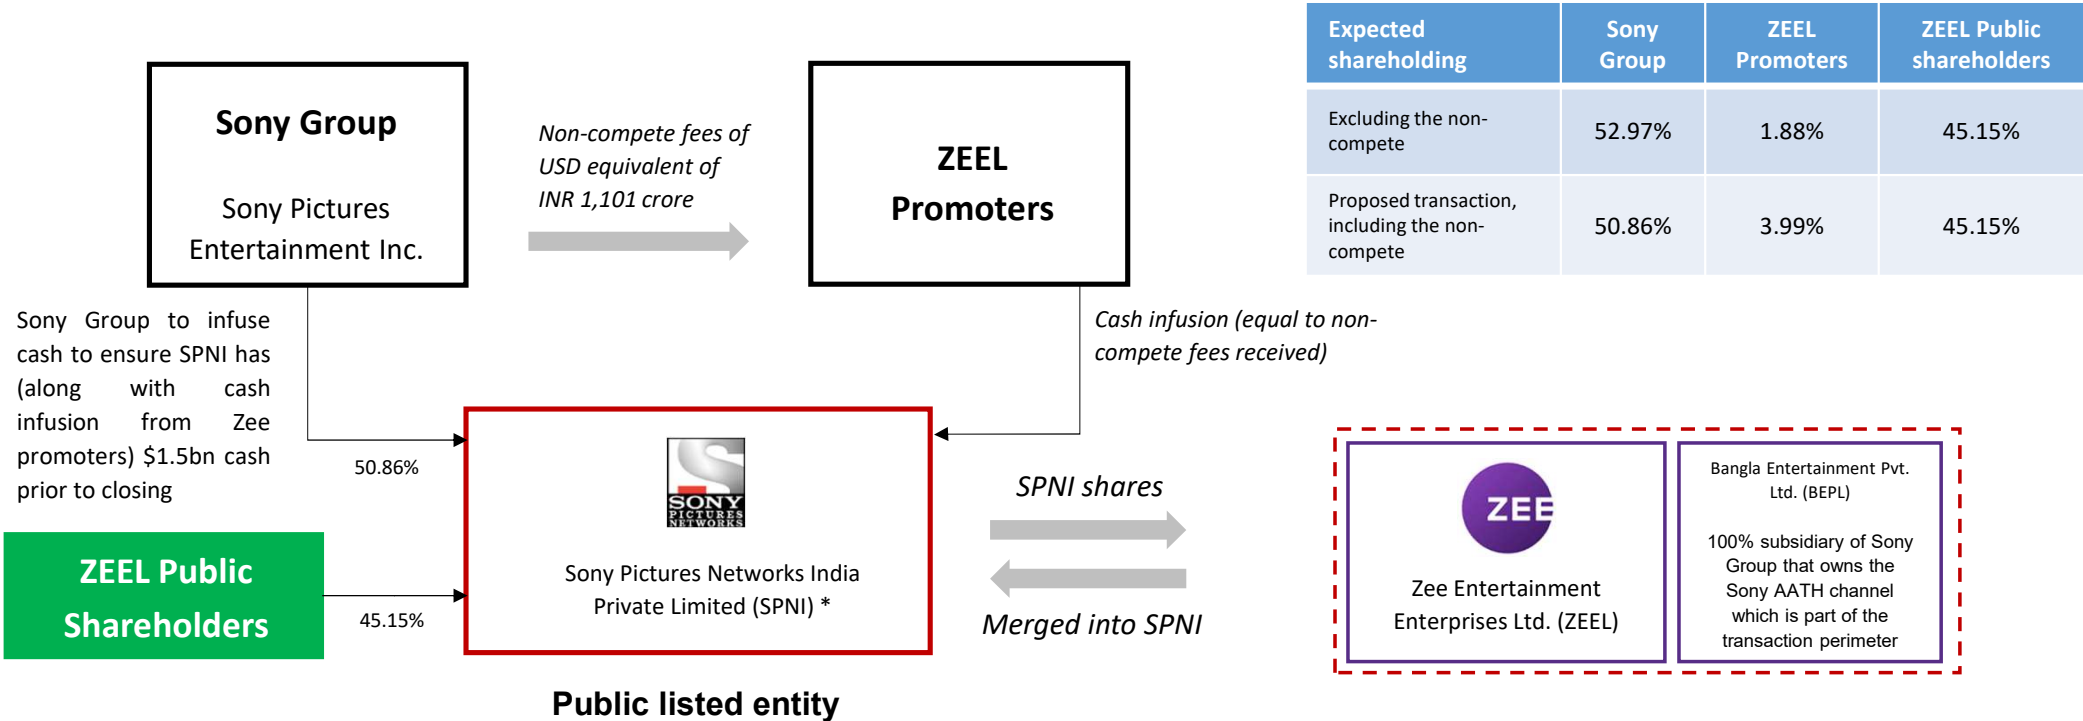 Expected
shareholding
Sony
Group
ZEEL
Promoters
ZEEL Public
shareholders
Excluding the non-
compete
52.97%
1.88%
45.15%
Proposed transaction,
including the non-
compete
50.86%
3.99%
45.15%
Sony Group
Sony Pictures
Entertainment Inc.
Non-compete fees of
USD equivalent of
INR 1,101 crore
ZEEL
Promoters
Sony Group to infuse
cash to ensure SPNI has
(along with cash
infusion from Zee
promoters) $1.5bn cash
prior to closing
50.86%
Cash infusion (equal to non-
compete fees received)
ZEEL Public
Shareholders
45.15%
SONY
PICTURES
NETWORKS
Sony Pictures Networks India
Private Limited (SPNI) *
Public listed entity
SPNI shares
Merged into SPNI
ZEE
Zee Entertainment
Enterprises Ltd. (ZEEL)
Bangla Entertainment Pvt.
Ltd. (BEPL)
100% subsidiary of Sony
Group that owns the
Sony AATH channel
which is part of the
transaction perimeter